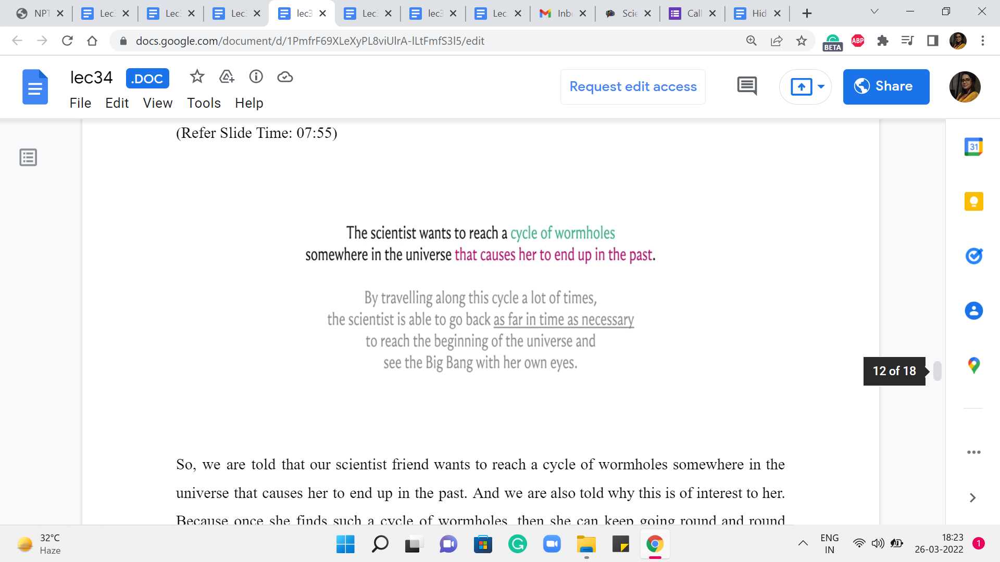 NPT
Lec
Lec
Lec
lec3
Lec
lec3
Lec
Inb
Scie
Call
Hid
docs.google.com/document/d/1PmfrF69XLeXyPL8viUlrA-lLtFmfS3l5/edit
BETA
ABP
lec34
.DOC
File Edit View Tools Help
Request edit access
Share
(Refer Slide Time: 07:55)
31
The scientist wants to reach a cycle of wormholes
somewhere in the universe that causes her to end up in the past.
By travelling along this cycle a lot of times,
the scientist is able to go back as far in time as necessary
to reach the beginning of the universe and
see the Big Bang with her own eyes.
12 of 18
So, we are told that our scientist friend wants to reach a cycle of wormholes somewhere in the
universe that causes her to end up in the past. And we are also told why this is of interest to her.
Because once she finds such a cycle of wormholes, then she can keep going round and round
32°C
Haze
ENG
IN
18:23
26-03-2022
1